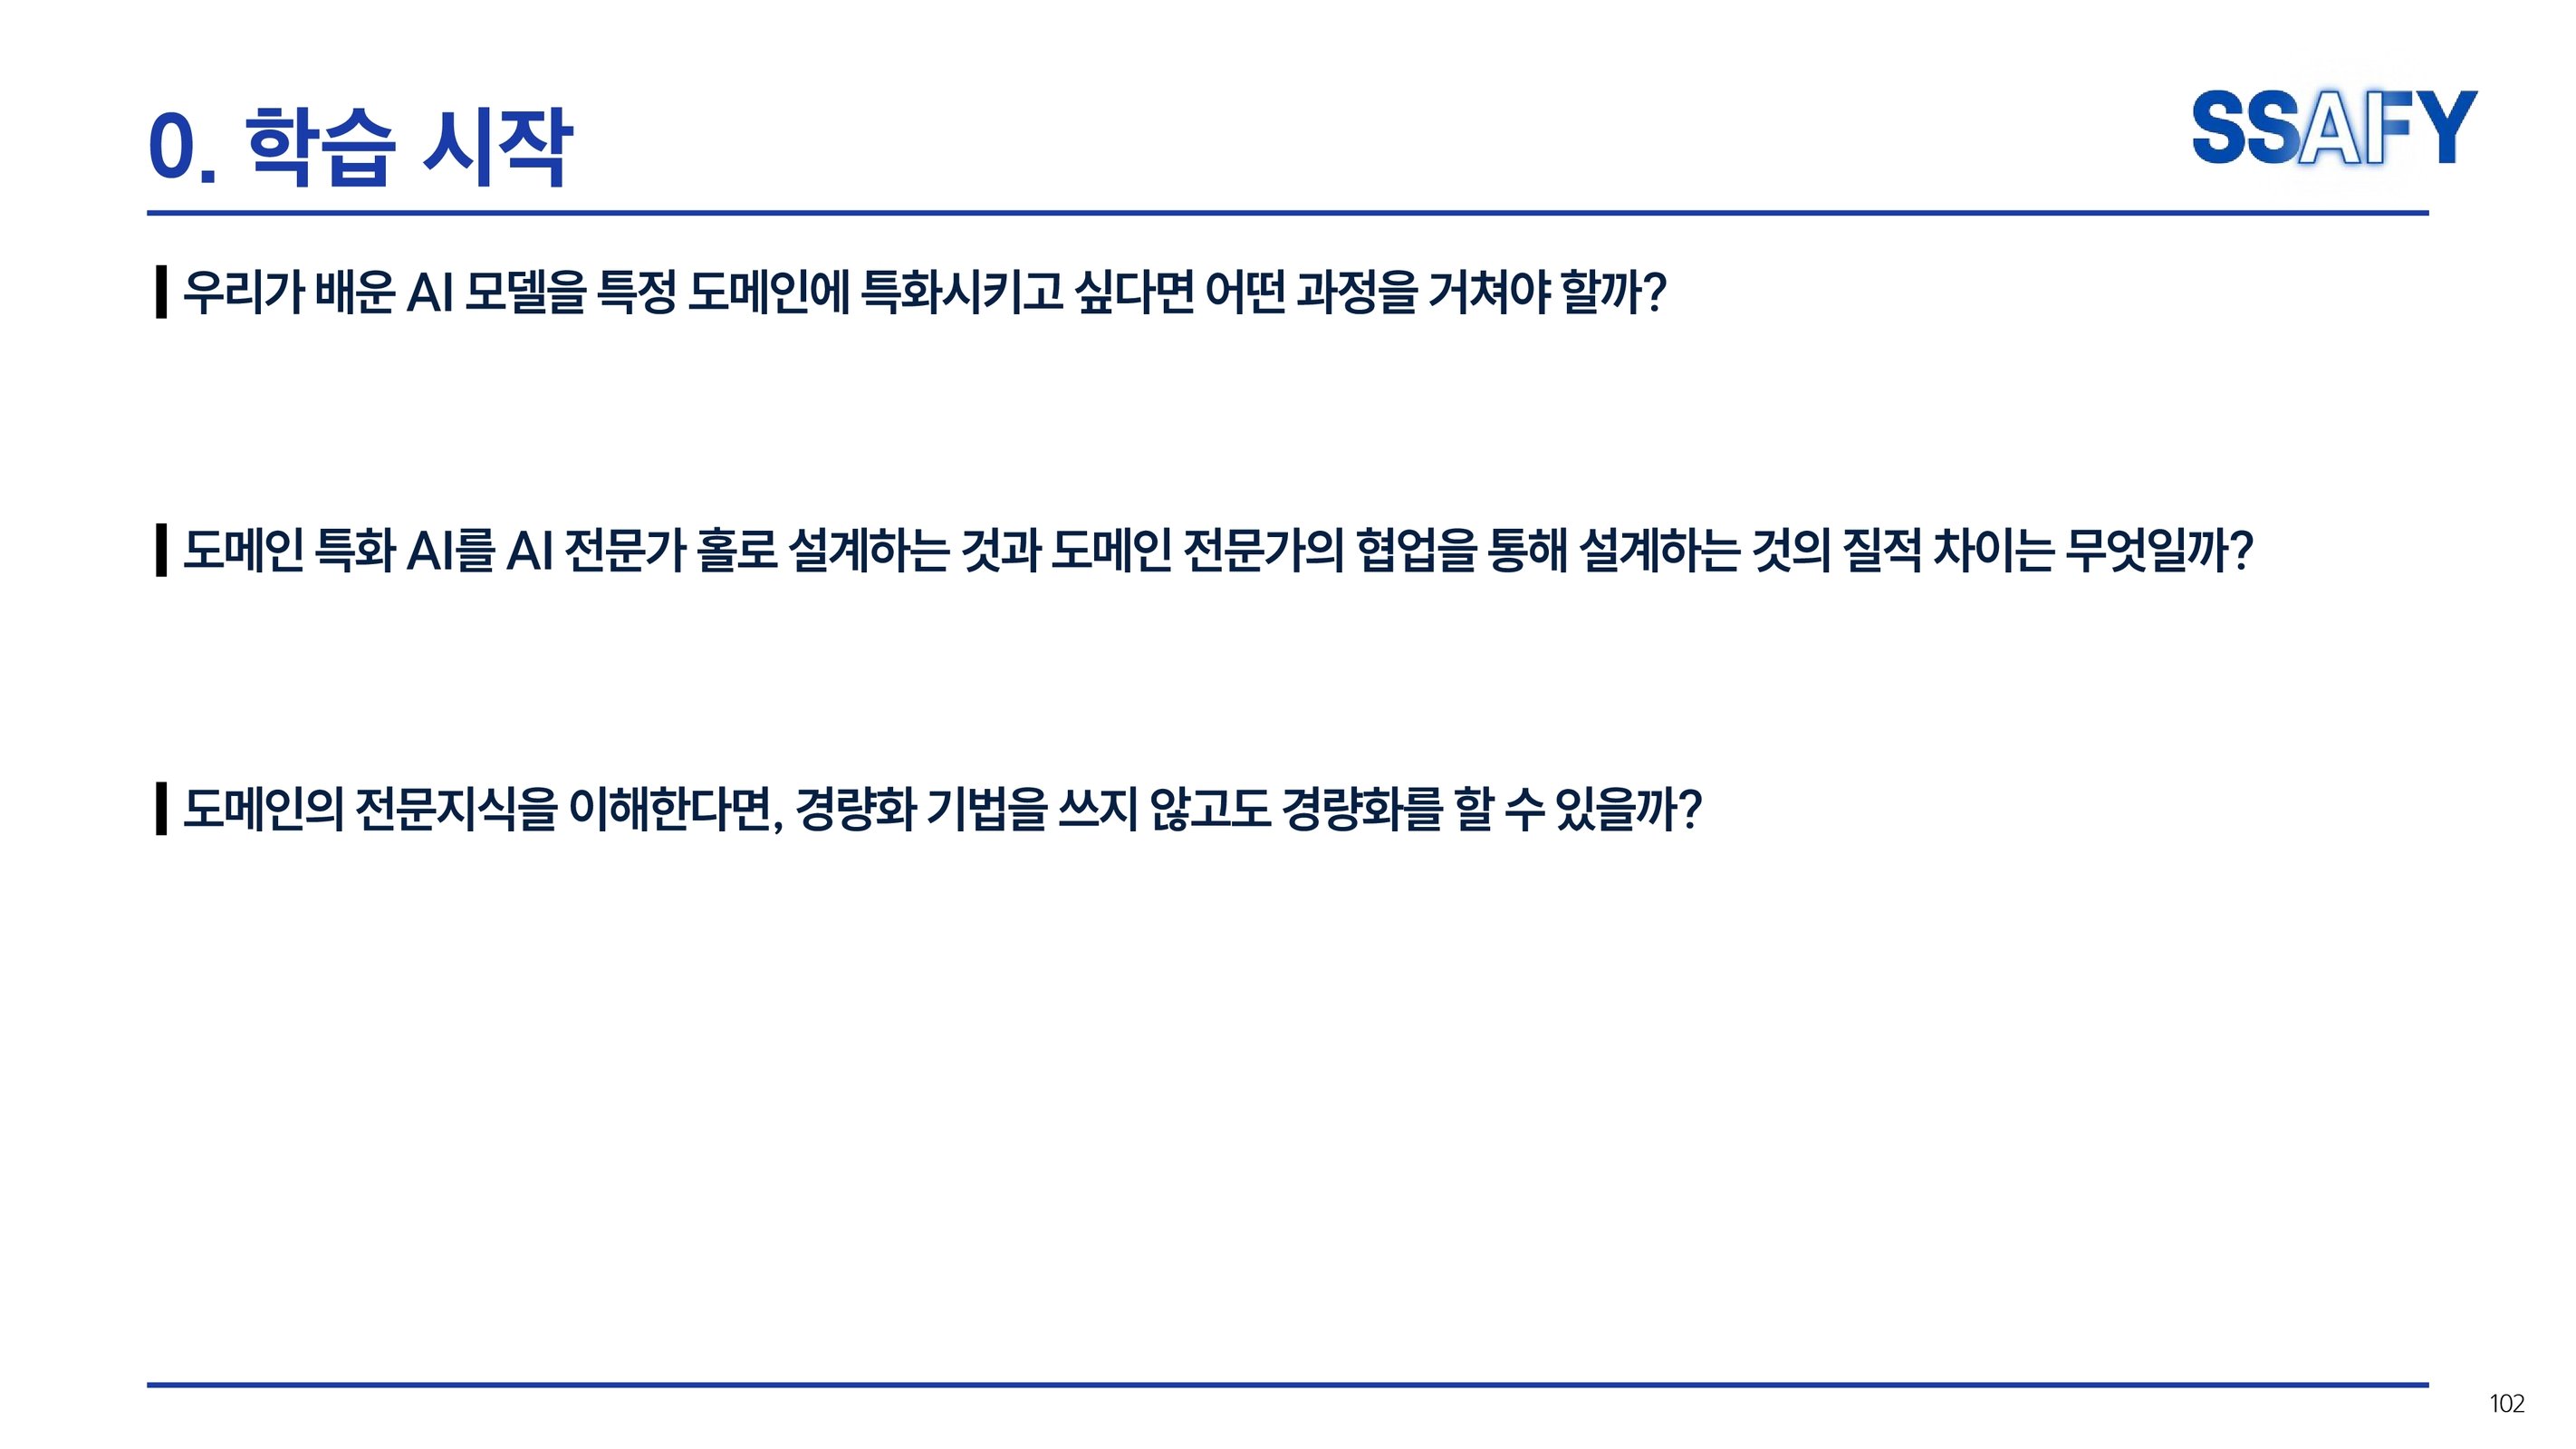 0. 학습 시작
SSAFY
우리가 배운 AI 모델을 특정 도메인에 특화시키고 싶다면 어떤 과정을 거쳐야 할까?
도메인 특화 AI를 AI 전문가 홀로 설계하는 것과 도메인 전문가의 협업을 통해 설계하는 것의 질적 차이는 무엇일까?
도메인의 전문지식을 이해한다면, 경량화 기법을 쓰지 않고도 경량화를 할 수 있을까?
102